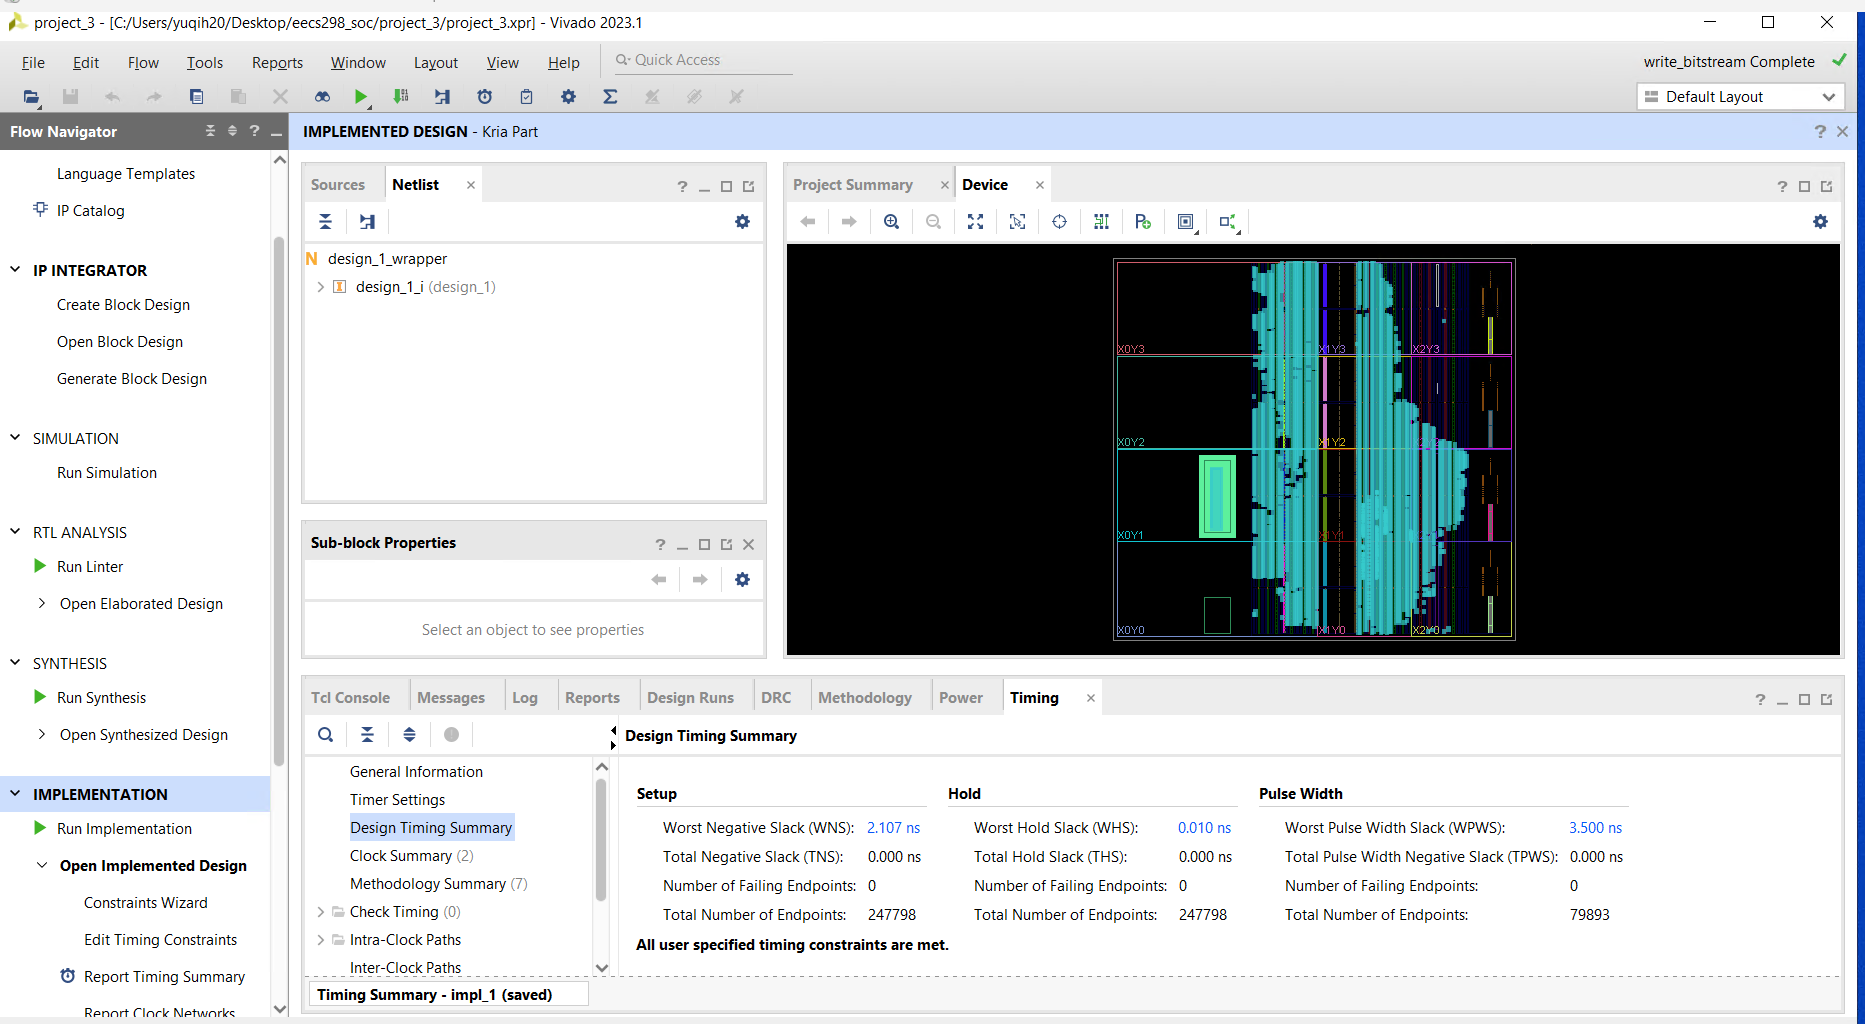 project_3 - [C:/Users/yuqih20/Desktop/eecs298_soc/project_3/project_3.xpr] - Vivado 2023.1
File Edit Flow Tools Reports Window Layout View Help Quick Access
write_bitstream Complete
Default Layout
Flow Navigator
Language Templates
IP Catalog
IP INTEGRATOR
Create Block Design
Open Block Design
Generate Block Design
SIMULATION
Run Simulation
RTL ANALYSIS
Run Linter
Open Elaborated Design
SYNTHESIS
Run Synthesis
Open Synthesized Design
IMPLEMENTATION
Run Implementation
Open Implemented Design
Constraints Wizard
Edit Timing Constraints
Report Timing Summary
Report Clock Networks
IMPLEMENTED DESIGN - Kria Part
Sources Netlist
design_1_wrapper
design_1_i (design_1)
Sub-block Properties
Select an object to see properties
Project Summary Device
X0Y3 X1Y3 X2Y3
X0Y2 X1Y2
X0Y1 X1Y1
X0Y0 X1Y0 X2Y0
Tcl Console Messages Log Reports Design Runs DRC Methodology Power Timing
General Information
Timer Settings
Design Timing Summary
Clock Summary (2)
Methodology Summary (7)
Check Timing (0)
Intra-Clock Paths
Inter-Clock Paths
Design Timing Summary
Setup Hold Pulse Width
Worst Negative Slack (WNS): 2.107 ns Worst Hold Slack (WHS): 0.010 ns Worst Pulse Width Slack (WPWS): 3.500 ns
Total Negative Slack (TNS): 0.000 ns Total Hold Slack (THS): 0.000 ns Total Pulse Width Negative Slack (TPWS): 0.000 ns
Number of Failing Endpoints: 0 Number of Failing Endpoints: 0 Number of Failing Endpoints: 0
Total Number of Endpoints: 247798 Total Number of Endpoints: 247798 Total Number of Endpoints: 79893
All user specified timing constraints are met.
Timing Summary - impl_1 (saved)